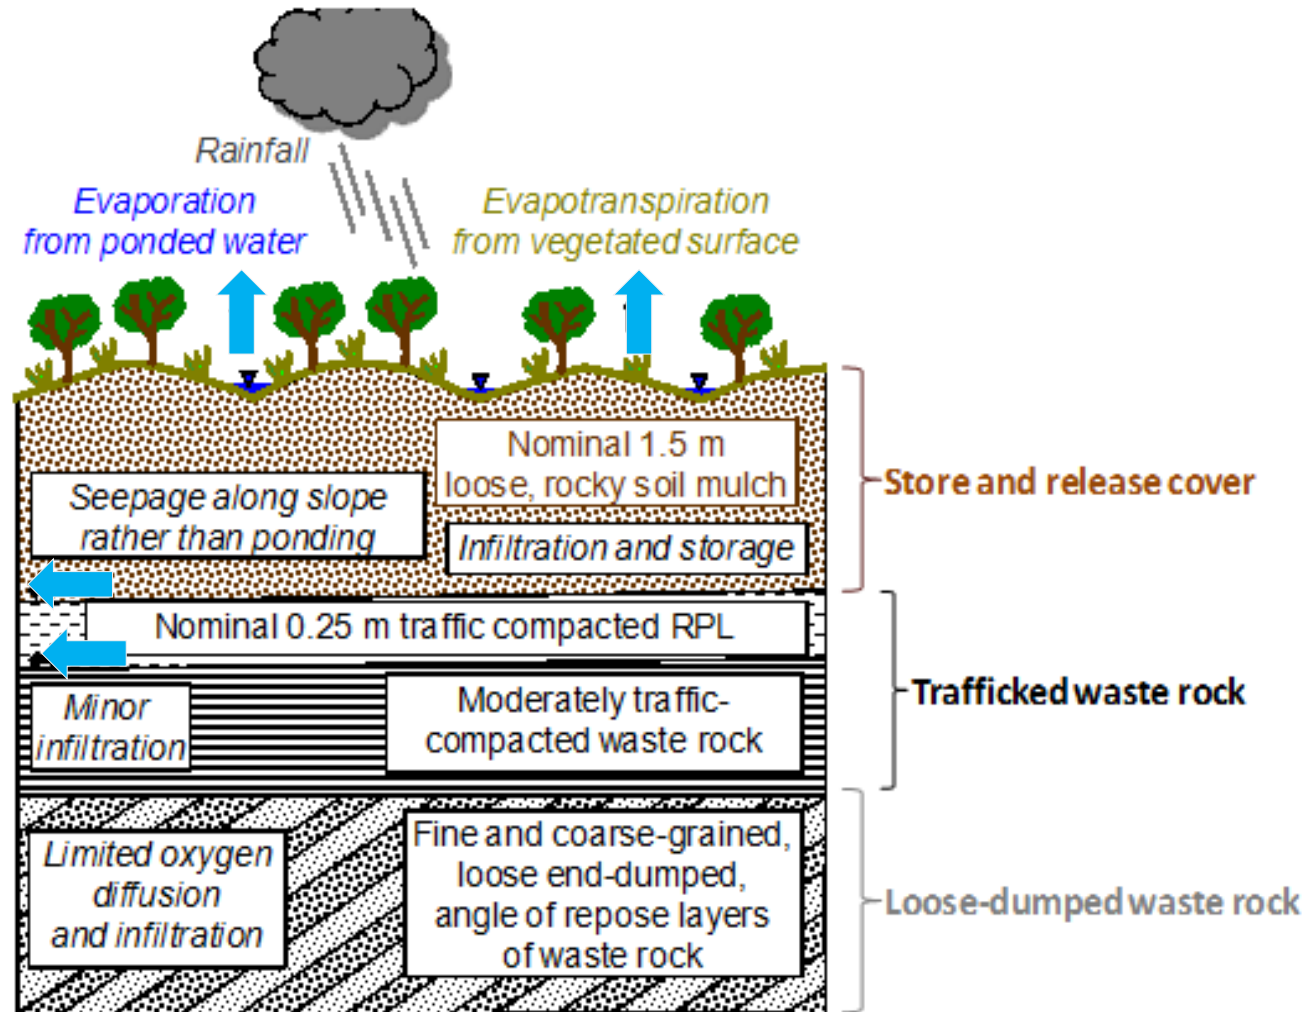 Rainfall
Evaporation
from ponded water
Evapotranspiration
from vegetated surface
Nominal 1.5 m
loose, rocky soil mulch
Store and release cover
Seepage along slope
rather than ponding
Infiltration and storage
Nominal 0.25 m traffic compacted RPL
Trafficked waste rock
Minor
infiltration
Moderately traffic-
compacted waste rock
Limited oxygen
diffusion
and infiltration
Fine and coarse-grained,
loose end-dumped,
angle of repose layers
of waste rock
Loose-dumped waste rock